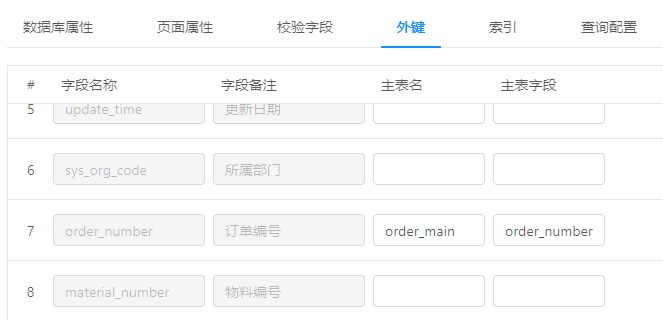 数据库属性 页面属性 校验字段 外键 索引 查询配置
# 字段名称 字段备注 主表名 主表字段
5 update_time 更新日期
6 sys_org_code 所属部门
7 order_number 订单编号 order_main order_number
8 material_number 物料编号